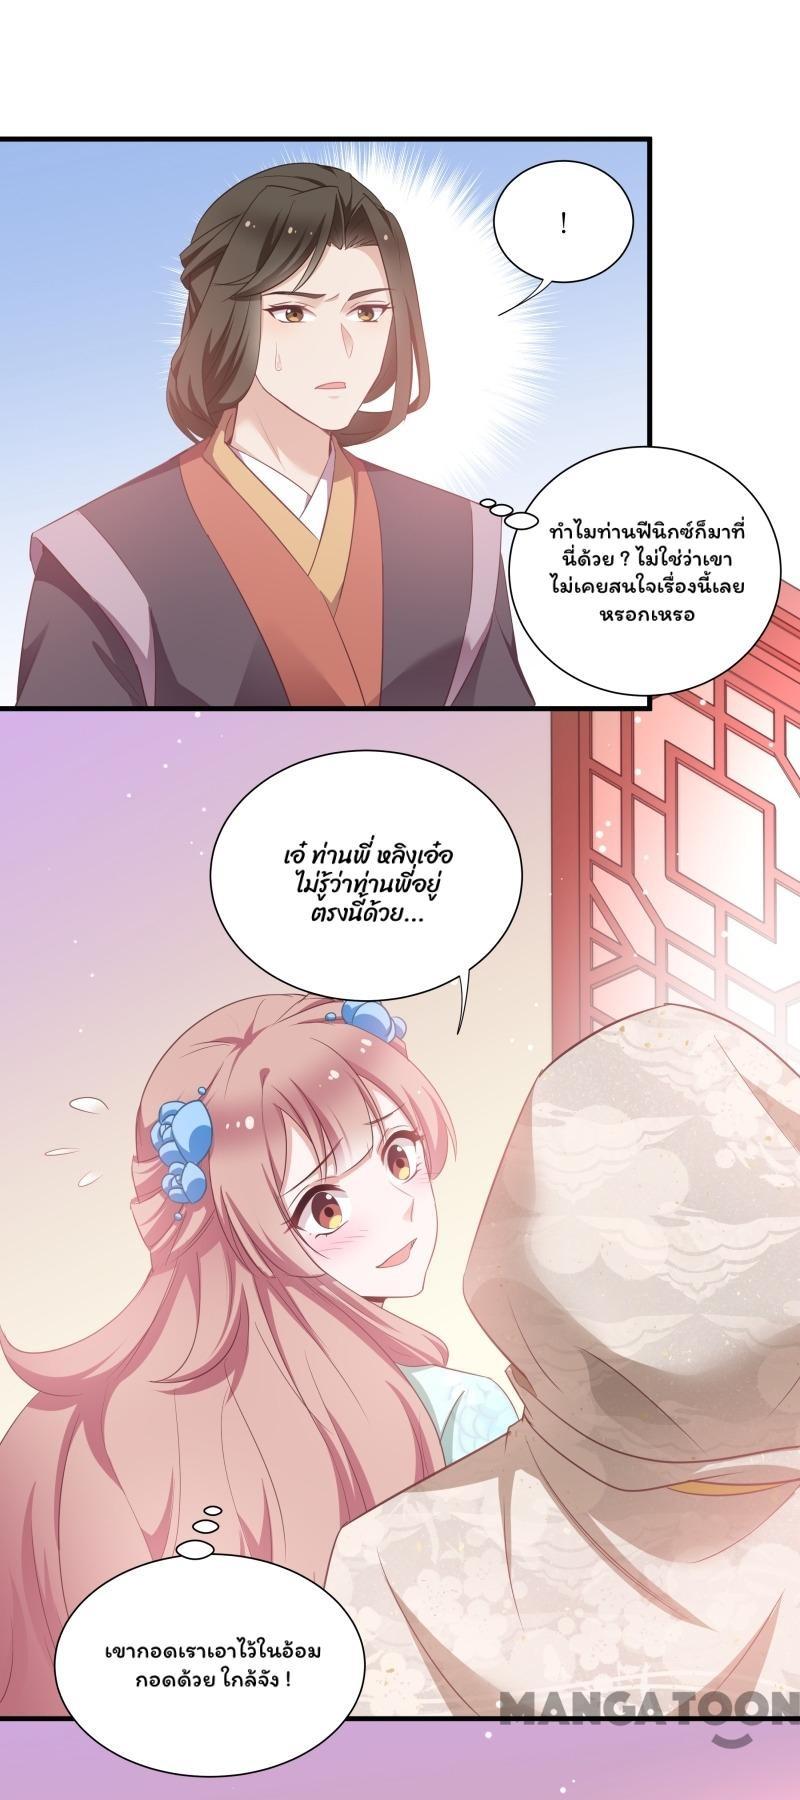 !
ทำไมท่านฟีนิกซ์ก็มาที่
นี่ด้วย ? ไม่ใช่ว่าเขา
ไม่เคยสนใจเรื่องนี้เลย
หรอกเหรอ
เอ๋ ท่านพี่ หลิงเอ๋อ
ไม่รู้ว่าท่านพี่อยู่
ตรงนี้ด้วย...
เขากอดเราเอาไว้ในอ้อม
กอดด้วย ใกล้จัง !
MANGATOON